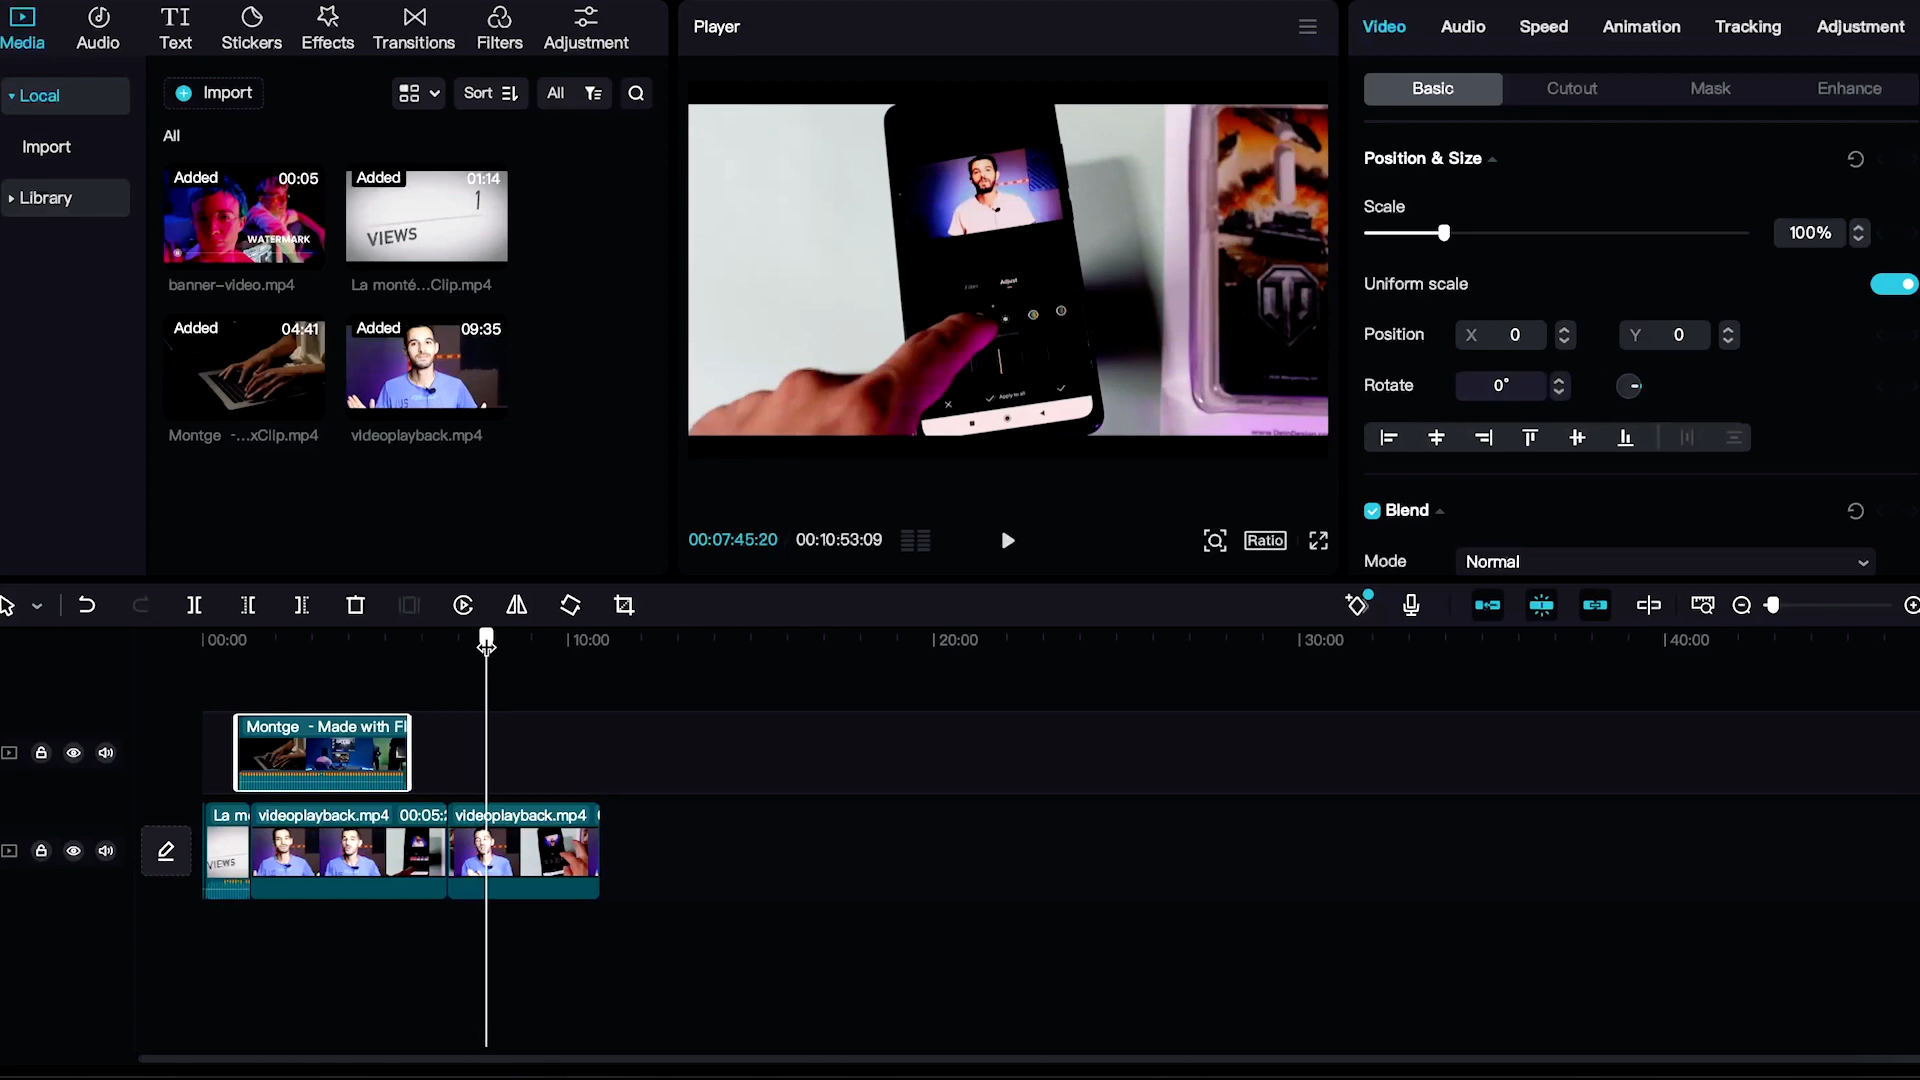 Media
Audio
Text
Stickers
Effects
Transitions
Filters
Adjustment
Local
Import
Library
Import
Sort
All
All
Added
00:05
WATERMARK
banner-video.mp4
Added
01:14
1
VIEWS
La monté...Clip.mp4
Added
04:41
Montge -...xClip.mp4
Added
09:35
videoplayback.mp4
Player
Adjust
Apply to all
00:07:45:20
00:10:53:09
Ratio
Video
Audio
Speed
Animation
Tracking
Adjustment
Basic
Cutout
Mask
Enhance
Position & Size
Scale
100%
Uniform scale
Position
X 0
Y 0
Rotate
0°
Blend
Mode
Normal
00:00
10:00
20:00
30:00
40:00
Montge - Made with Fl
La m
videoplayback.mp4 00:05:
videoplayback.mp4
VIEWS